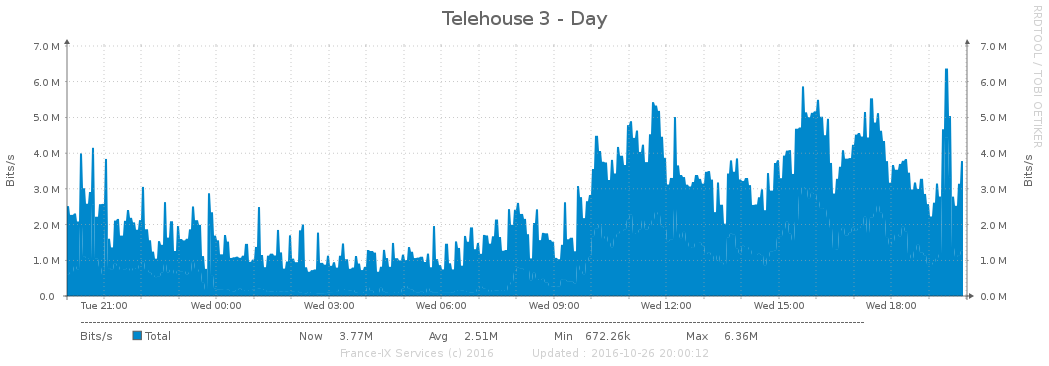 Telehouse 3 - Day
RRDTOOL / TOBI OETIKER
Bits/s
7.0 M 7.0 M
6.0 M 6.0 M
5.0 M 5.0 M
4.0 M 4.0 M
3.0 M 3.0 M
2.0 M 2.0 M
1.0 M 1.0 M
0.0 0.0 M
Bits/s
Tue 21:00 Wed 00:00 Wed 03:00 Wed 06:00 Wed 09:00 Wed 12:00 Wed 15:00 Wed 18:00
Bits/s Total Now 3.77M Avg 2.51M Min 672.26k Max 6.36M
France-IX Services (c) 2016 Updated : 2016-10-26 20:00:12